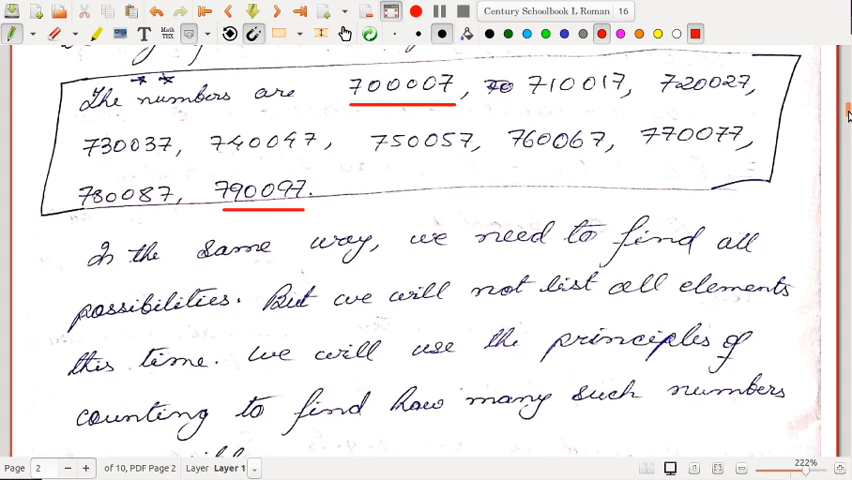 Century Schoolbook L Roman 16
Math
TEX
The numbers are 700007, 710017, 720027,
730037, 740047, 750057, 760067, 770077,
780087, 790097.
In the same way, we need to find all
possibilities. But we will not list all elements
this time. We will use the principles of
counting to find how many such numbers
Page 2 of 10, PDF Page 2 Layer Layer 1 222%